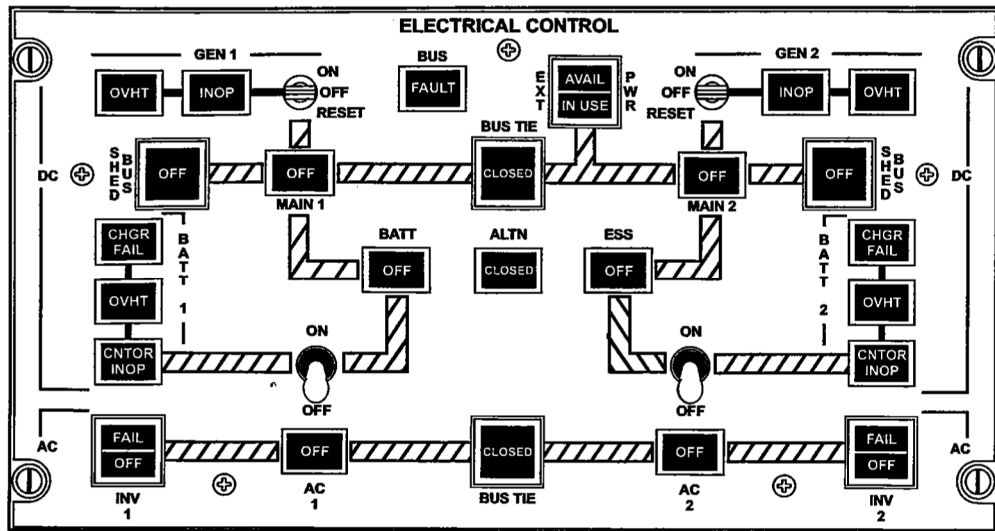 ELECTRICAL CONTROL
GEN 1
BUS
GEN 2
OVHT
INOP
ON
OFF
RESET
FAULT
EXT
AVAIL
IN USE
PWR
ON
OFF
RESET
INOP
OVHT
BUS TIE
DC
SHED
BUS
OFF
OFF
CLOSED
OFF
OFF
SHED
BUS
DC
MAIN 1
MAIN 2
CHGR
FAIL
BATT 1
BATT
ALTN
ESS
BATT 2
CHGR
FAIL
OFF
CLOSED
OFF
OVHT
OVHT
ON
ON
CNTOR
INOP
CNTOR
INOP
OFF
OFF
AC
FAIL
OFF
OFF
CLOSED
OFF
FAIL
OFF
AC
INV
1
AC
1
BUS TIE
AC
2
INV
2